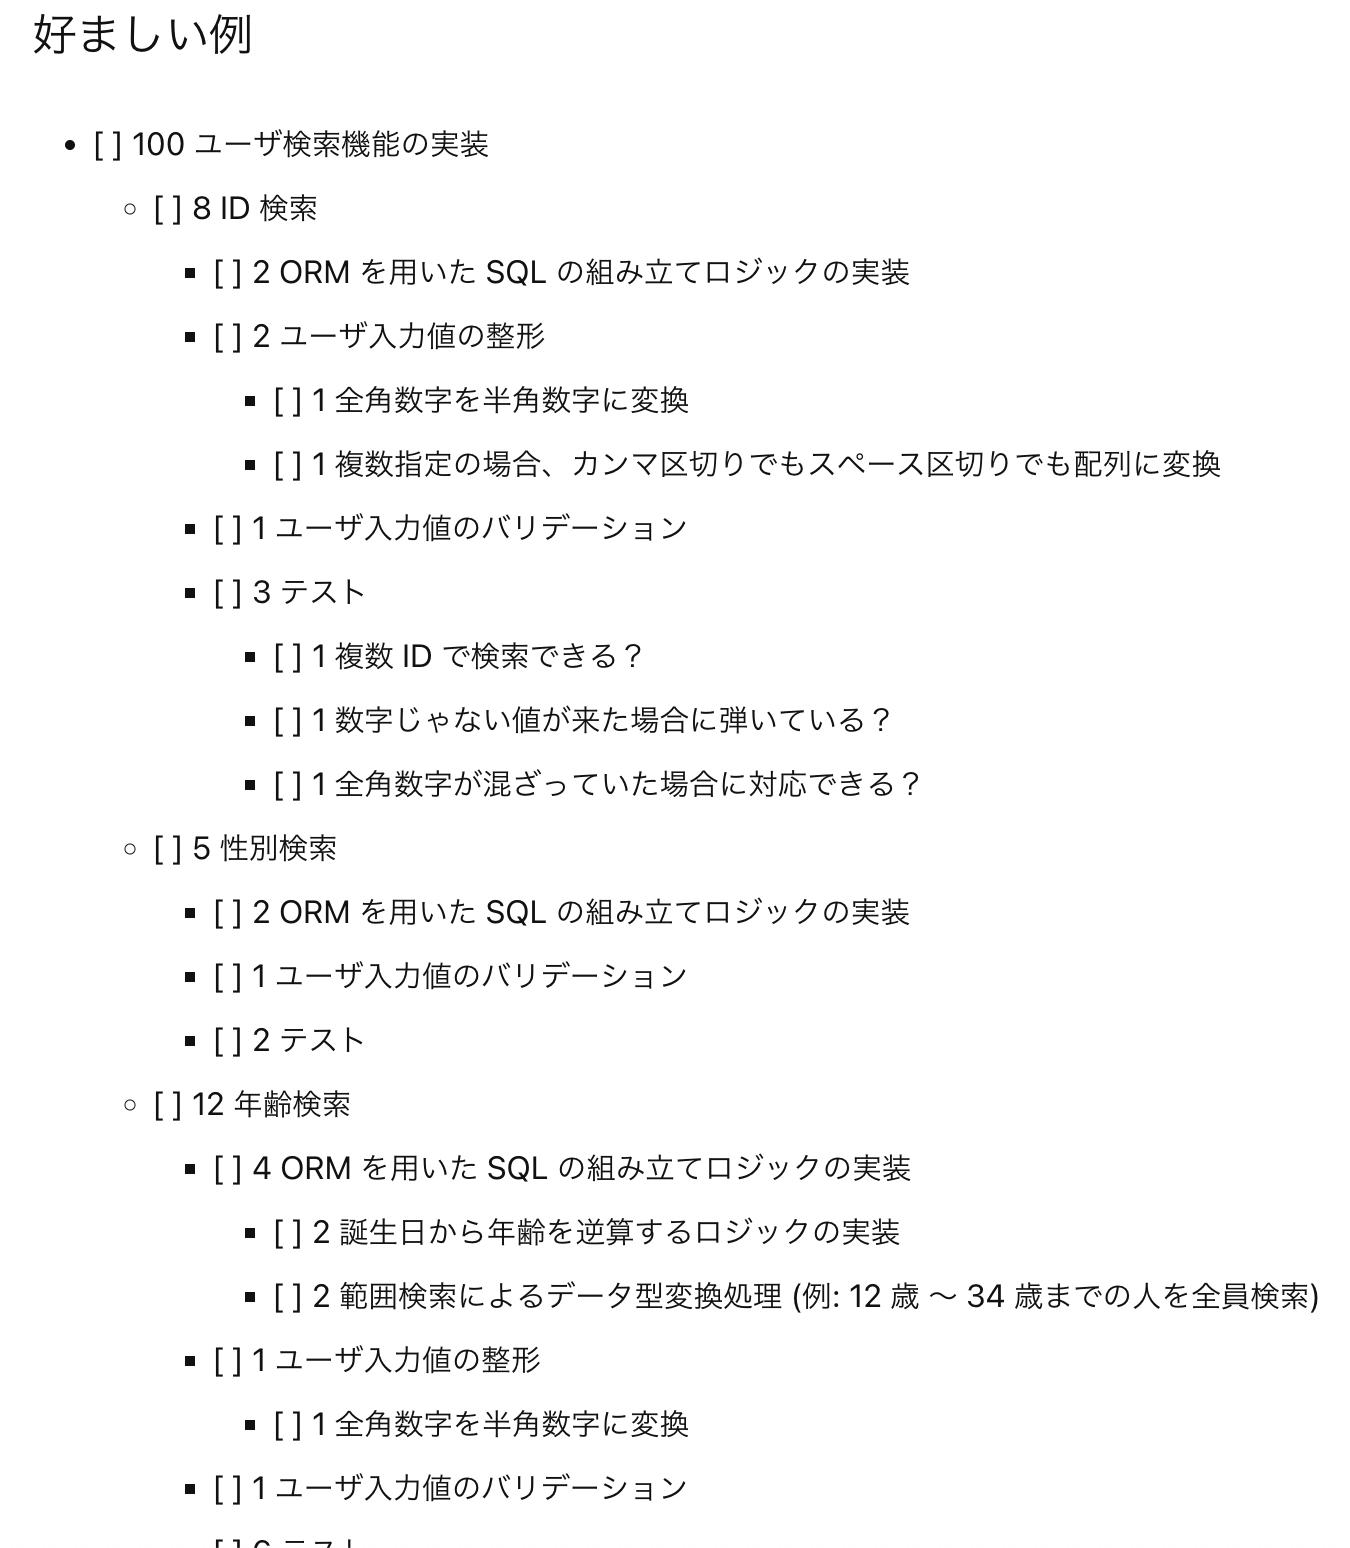 好ましい例
• [ ] 100 ユーザ検索機能の実装
○ [ ] 8 ID 検索
▪ [ ] 2 ORM を用いた SQL の組み立てロジックの実装
▪ [ ] 2 ユーザ入力値の整形
▪ [ ] 1 全角数字を半角数字に変換
▪ [ ] 1 複数指定の場合、カンマ区切りでもスペース区切りでも配列に変換
▪ [ ] 1 ユーザ入力値のバリデーション
▪ [ ] 3 テスト
▪ [ ] 1 複数 ID で検索できる？
▪ [ ] 1 数字じゃない値が来た場合に弾いている？
▪ [ ] 1 全角数字が混ざっていた場合に対応できる？
○ [ ] 5 性別検索
▪ [ ] 2 ORM を用いた SQL の組み立てロジックの実装
▪ [ ] 1 ユーザ入力値のバリデーション
▪ [ ] 2 テスト
○ [ ] 12 年齢検索
▪ [ ] 4 ORM を用いた SQL の組み立てロジックの実装
▪ [ ] 2 誕生日から年齢を逆算するロジックの実装
▪ [ ] 2 範囲検索によるデータ型変換処理 (例: 12 歳 〜 34 歳までの人を全員検索)
▪ [ ] 1 ユーザ入力値の整形
▪ [ ] 1 全角数字を半角数字に変換
▪ [ ] 1 ユーザ入力値のバリデーション
[ ] 6 テスト